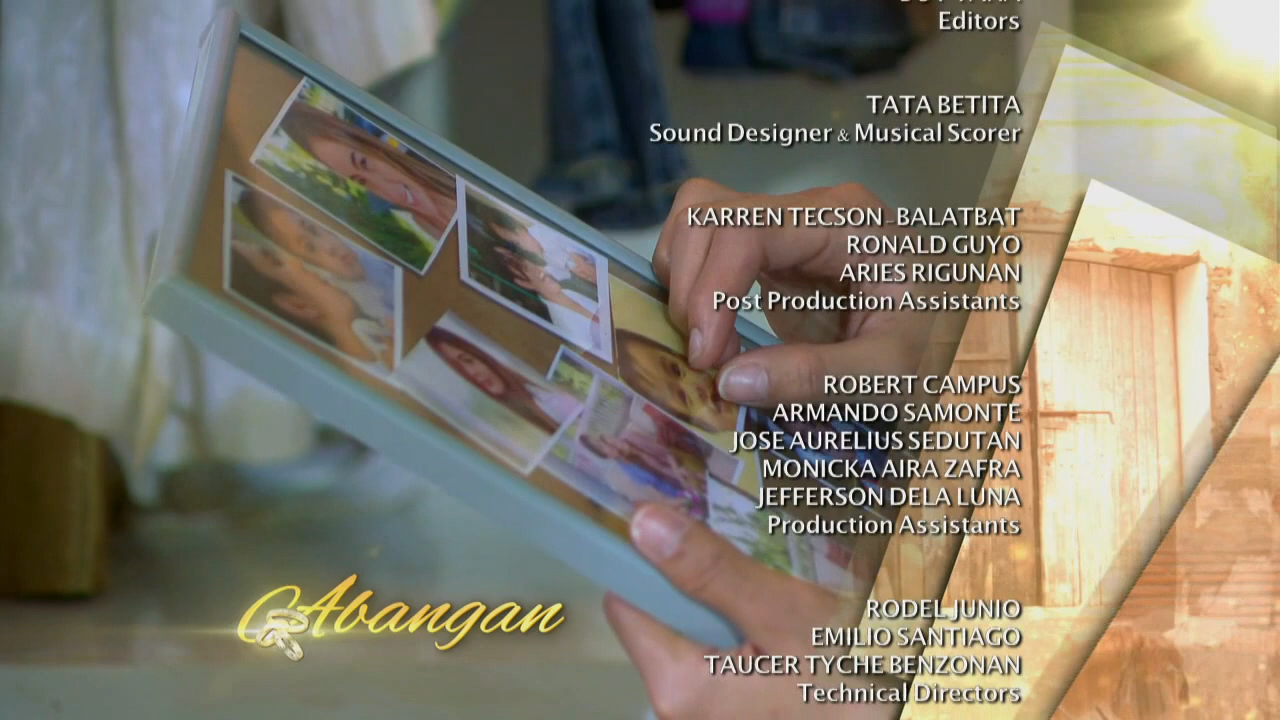 Editors
TATA BETITA
Sound Designer & Musical Scorer
KARREN TECSON-BALATBAT
RONALD GUYO
ARIES RIGUNAN
Post Production Assistants
ROBERT CAMPUS
ARMANDO SAMONTE
JOSE AURELIUS SEDUTAN
MONICKA AIRA ZAFRA
JEFFERSON DELA LUNA
Production Assistants
RODEL JUNIO
EMILIO SANTIAGO
TAUCER TYCHE BENZONAN
Technical Directors
Abangan